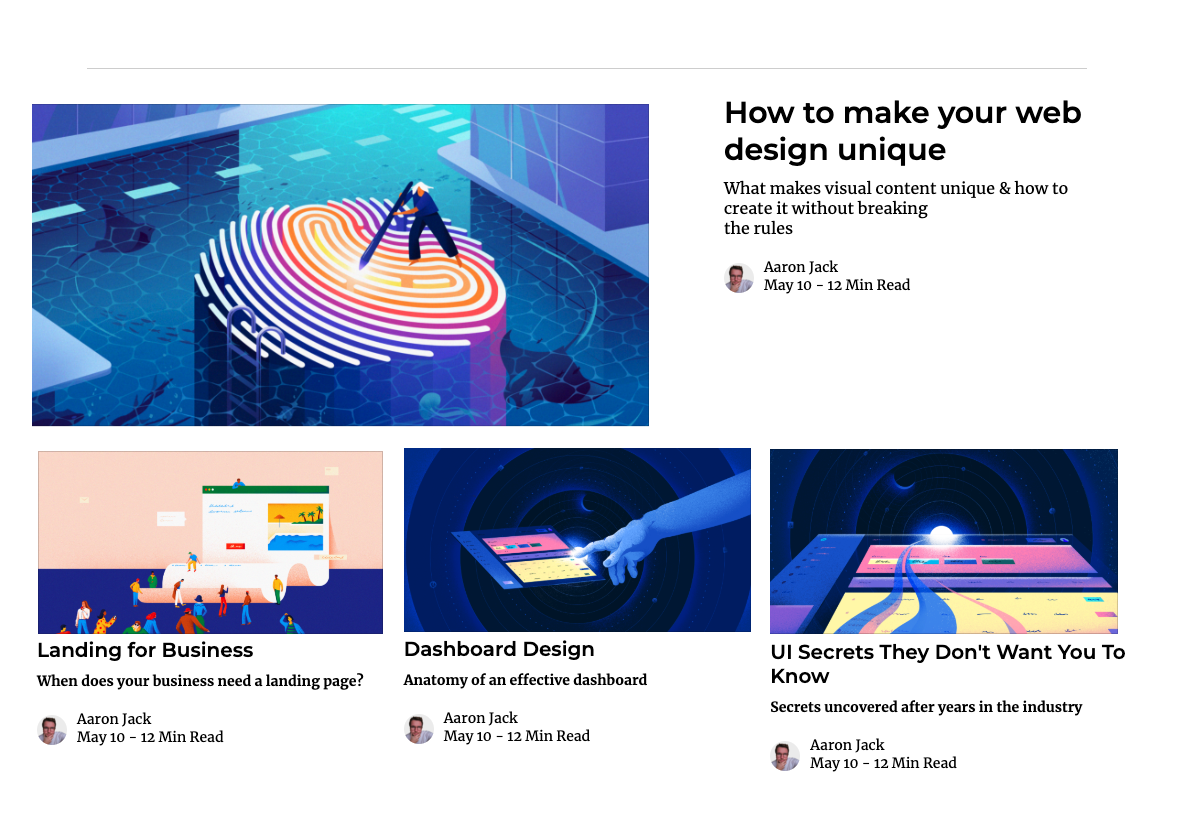 How to make your web
design unique
What makes visual content unique & how to
create it without breaking
the rules
Aaron Jack
May 10 - 12 Min Read
Landing for Business
When does your business need a landing page?
Aaron Jack
May 10 - 12 Min Read
Dashboard Design
Anatomy of an effective dashboard
Aaron Jack
May 10 - 12 Min Read
UI Secrets They Don't Want You To
Know
Secrets uncovered after years in the industry
Aaron Jack
May 10 - 12 Min Read